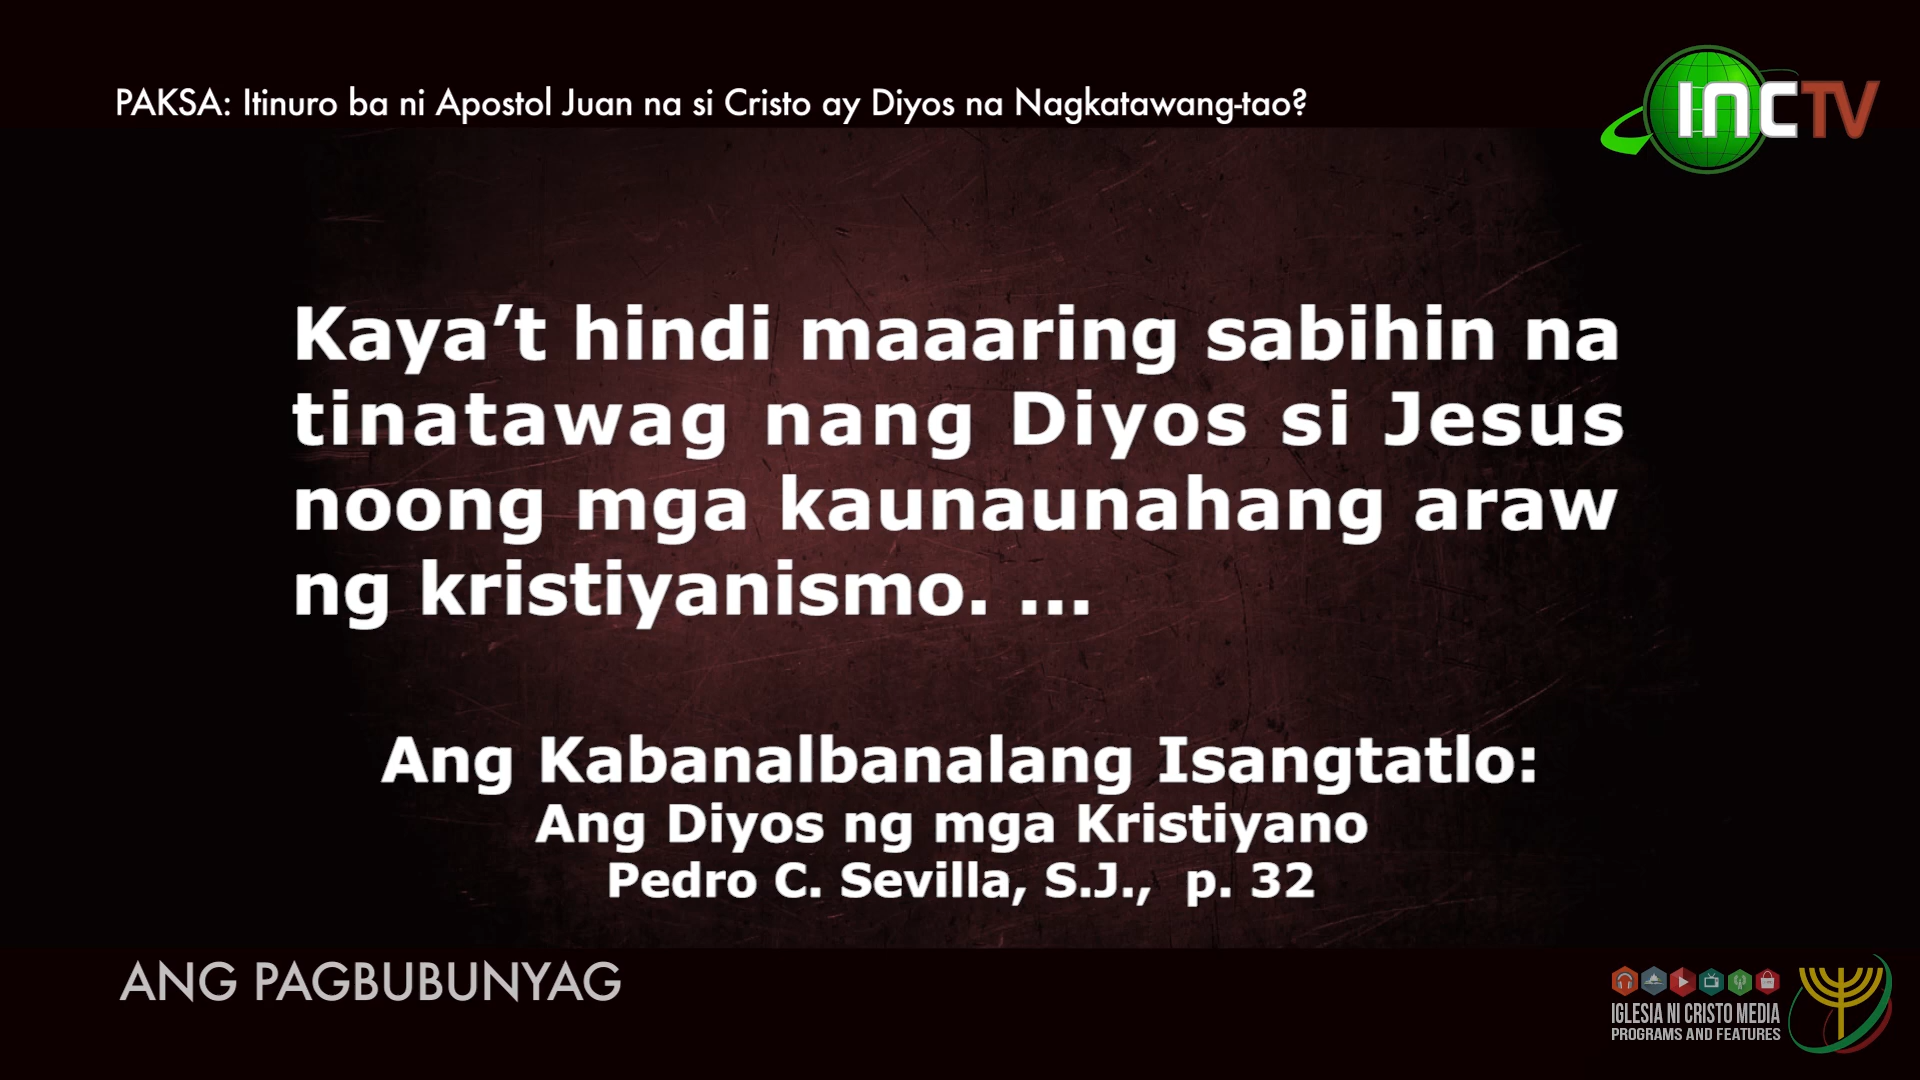 PAKSA: Itinuro ba ni Apostol Juan na si Cristo ay Diyos na Nagkatawang-tao?
INCTV
Kaya’t hindi maaaring sabihin na
tinatawag nang Diyos si Jesus
noong mga kaunaunahang araw
ng kristiyanismo. ...
Ang Kabanalbanalang Isangtatlo:
Ang Diyos ng mga Kristiyano
Pedro C. Sevilla, S.J., p. 32
ANG PAGBUBUNYAG
IGLESIA NI CRISTO MEDIA
PROGRAMS AND FEATURES